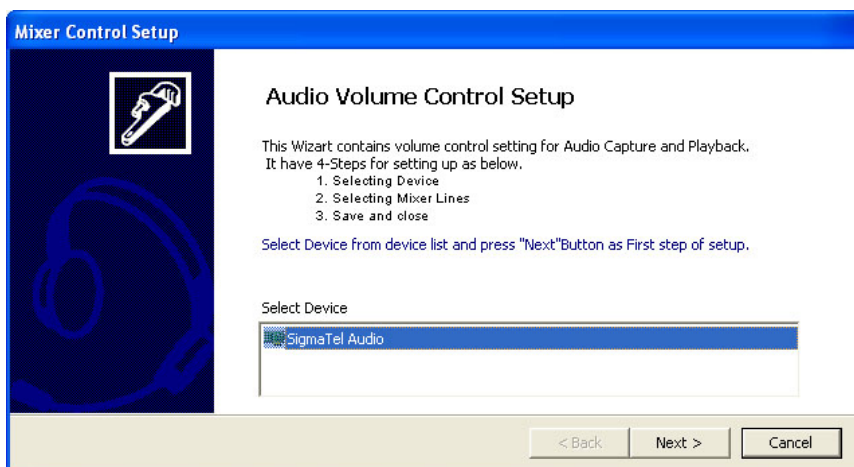 Mixer Control Setup
Audio Volume Control Setup
This Wizart contains volume control setting for Audio Capture and Playback.
It have 4-Steps for setting up as below.
1. Selecting Device
2. Selecting Mixer Lines
3. Save and close
Select Device from device list and press "Next"Button as First step of setup.
Select Device
SigmaTel Audio
< Back
Next >
Cancel